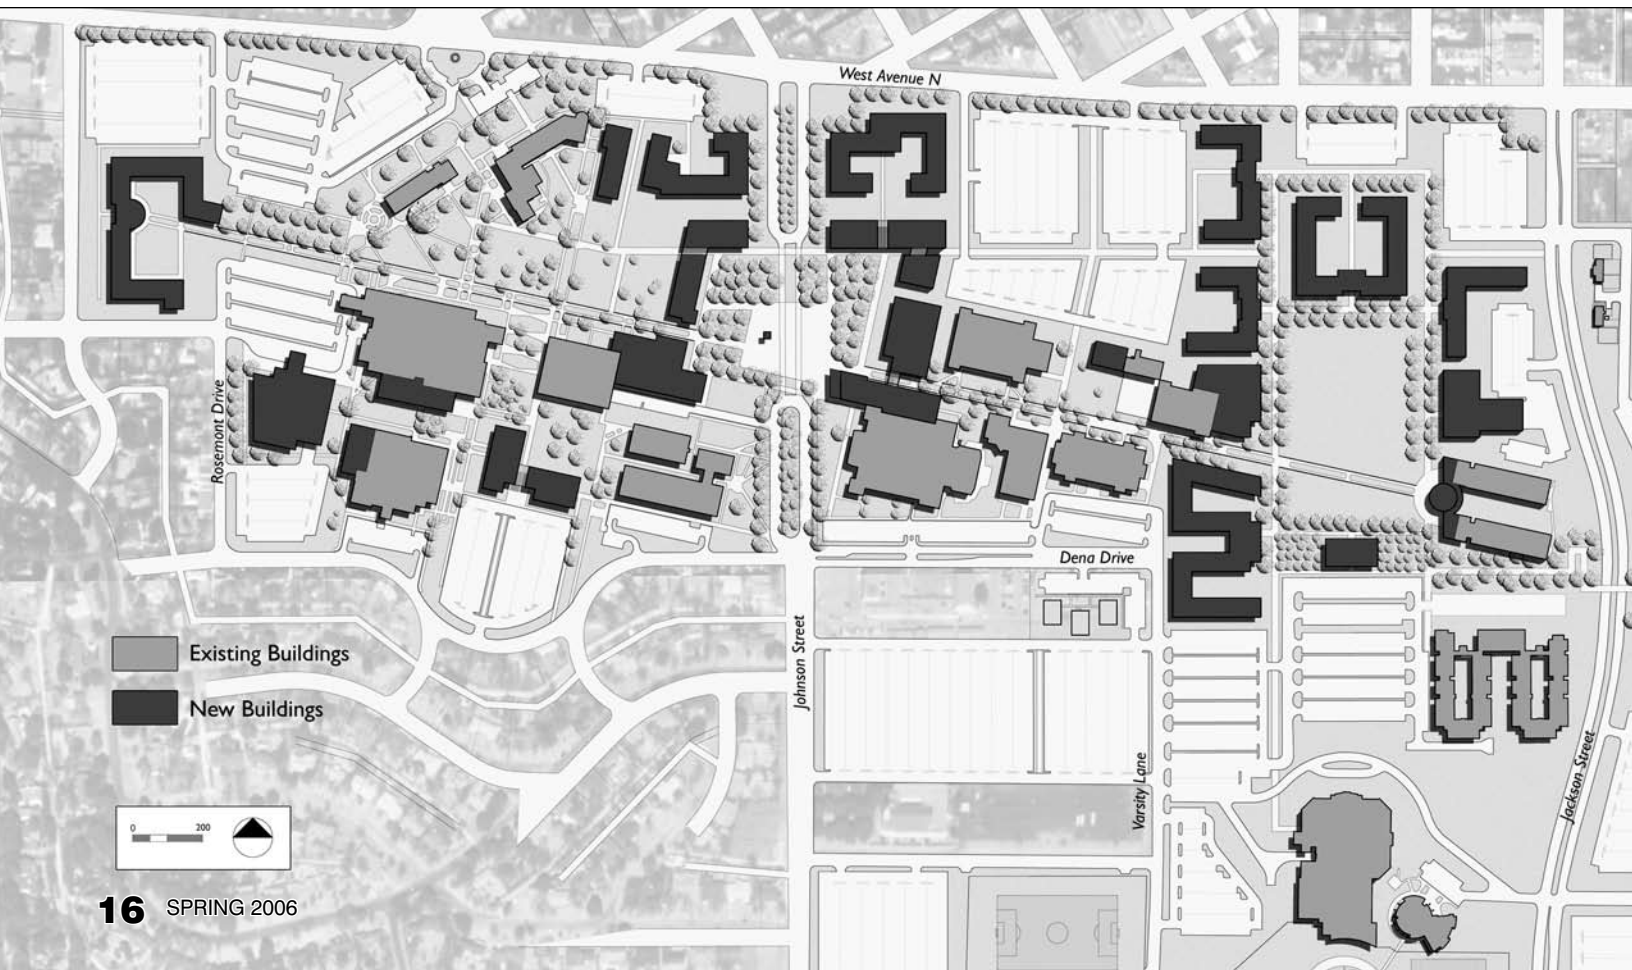 West Avenue N
Rosemont Drive
Dena Drive
Johnson Street
Existing Buildings
New Buildings
Varsity Lane
Jackson Street
0 200
16 SPRING 2006